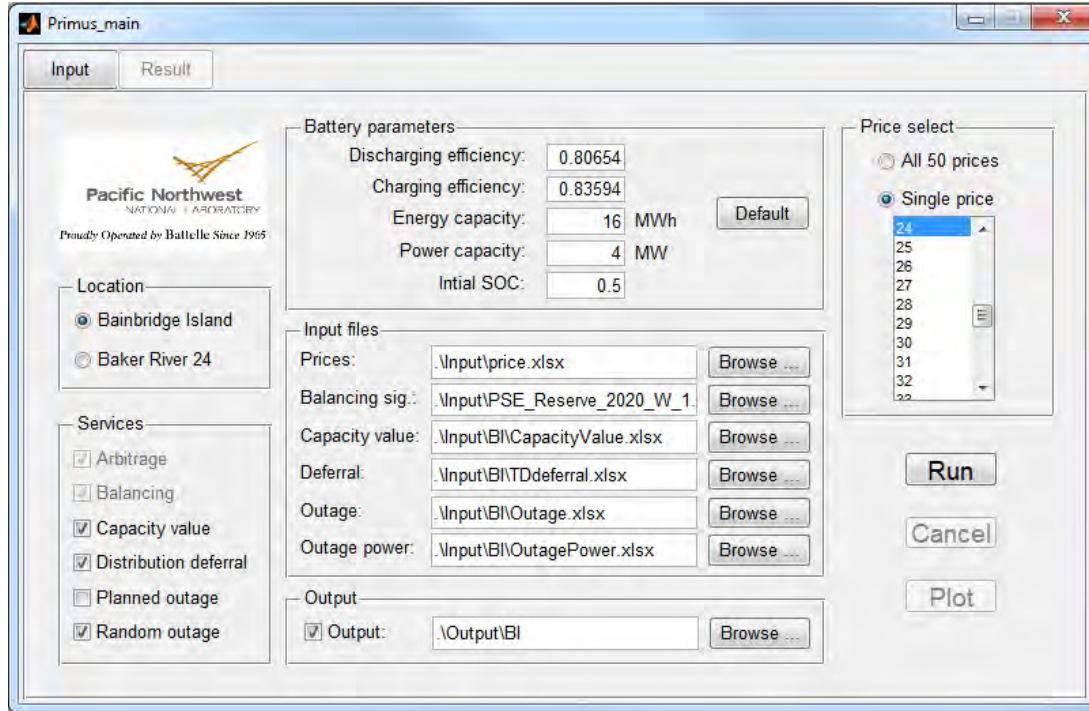 Primus_main
Input
Result
Pacific Northwest
NATIONAL LABORATORY
Proudly Operated by Battelle Since 1965
Location
Bainbridge Island
Baker River 24
Services
Arbitrage
Balancing
Capacity value
Distribution deferral
Planned outage
Random outage
Battery parameters
Discharging efficiency: 0.80654
Charging efficiency: 0.83594
Energy capacity: 16 MWh
Power capacity: 4 MW
Intial SOC: 0.5
Default
Input files
Prices: .\Input\price.xlsx Browse ...
Balancing sig.: .\Input\PSE_Reserve_2020_W_1. Browse ...
Capacity value: .\Input\BI\CapacityValue.xlsx Browse ...
Deferral: .\Input\BI\TDdeferral.xlsx Browse ...
Outage: .\Input\BI\Outage.xlsx Browse ...
Outage power: .\Input\BI\OutagePower.xlsx Browse ...
Output
Output: .\Output\BI Browse ...
Price select
All 50 prices
Single price
24
25
26
27
28
29
30
31
32
33
Run
Cancel
Plot